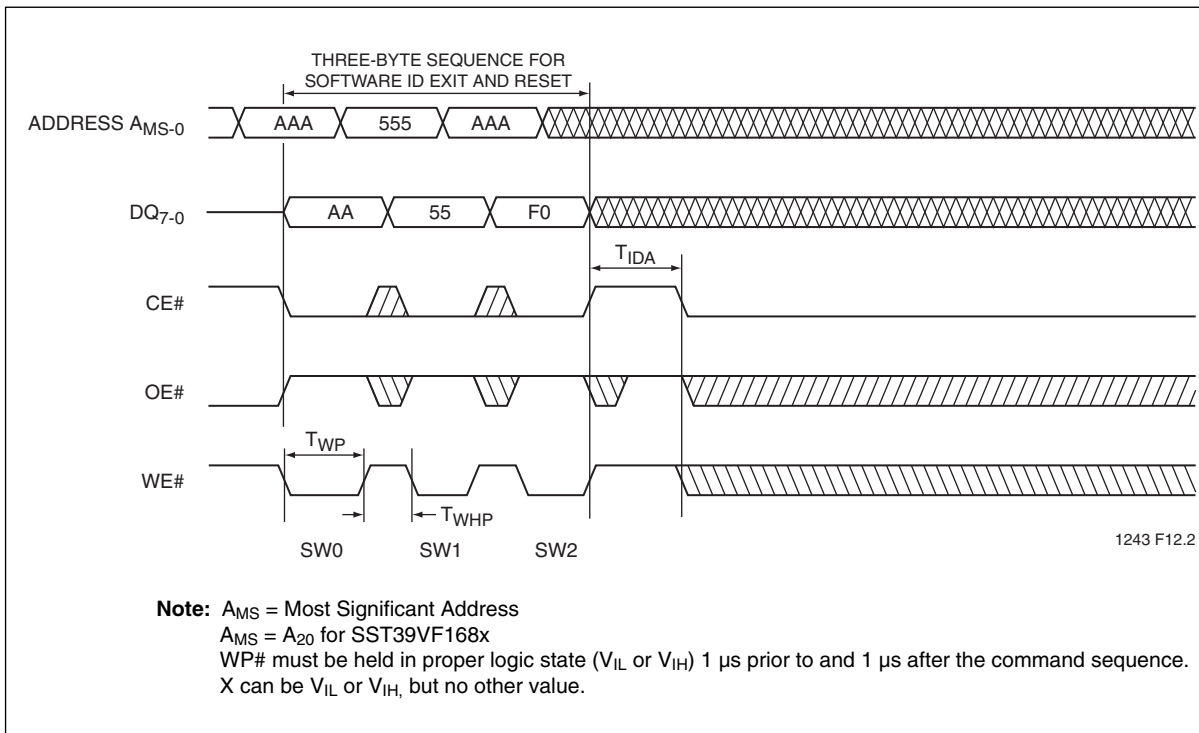 THREE-BYTE SEQUENCE FOR
SOFTWARE ID EXIT AND RESET
ADDRESS AMS-0 AAA 555 AAA
DQ7-0 AA 55 F0
TIDA
CE#
OE#
TWP
WE#
TWHP
SW0 SW1 SW2
1243 F12.2
Note: AMS = Most Significant Address
AMS = A20 for SST39VF168x
WP# must be held in proper logic state (VIL or VIH) 1 µs prior to and 1 µs after the command sequence.
X can be VIL or VIH, but no other value.